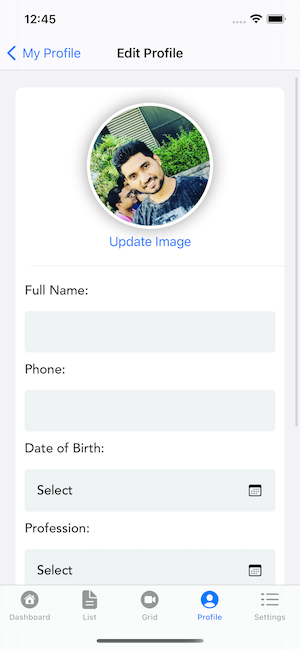 12:45
My Profile
Edit Profile
Update Image
Full Name:
Phone:
Date of Birth:
Select
Profession:
Select
Dashboard
List
Grid
Profile
Settings